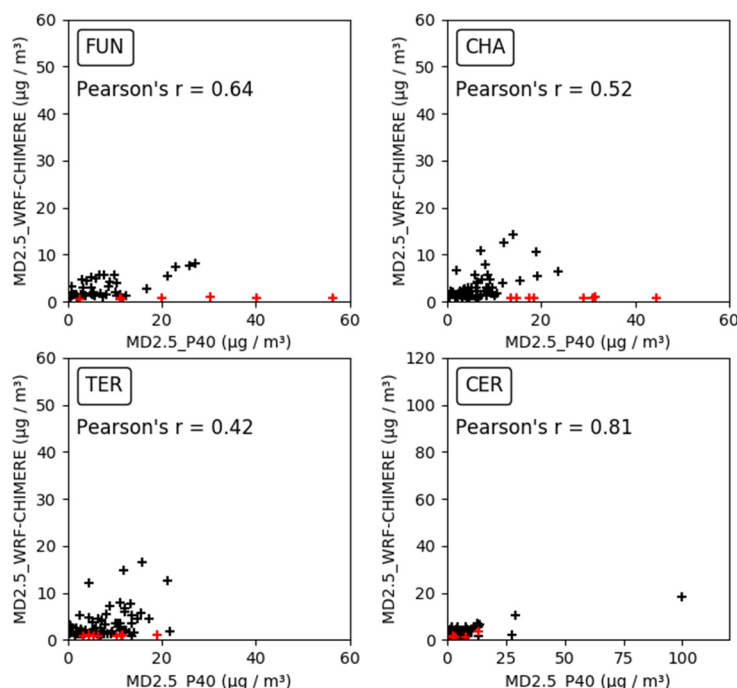 FUN
Pearson's r = 0.64
MD2.5_WRF-CHIMERE (μg / m³)
60
50
40
30
20
10
0
0 20 40 60
MD2.5_P40 (μg / m³)
CHA
Pearson's r = 0.52
MD2.5_WRF-CHIMERE (μg / m³)
60
50
40
30
20
10
0
0 20 40 60
MD2.5_P40 (μg / m³)
TER
Pearson's r = 0.42
MD2.5_WRF-CHIMERE (μg / m³)
60
50
40
30
20
10
0
0 20 40 60
MD2.5_P40 (μg / m³)
CER
Pearson's r = 0.81
MD2.5_WRF-CHIMERE (μg / m³)
120
100
80
60
40
20
0
0 25 50 75 100
MD2.5_P40 (μg / m³)